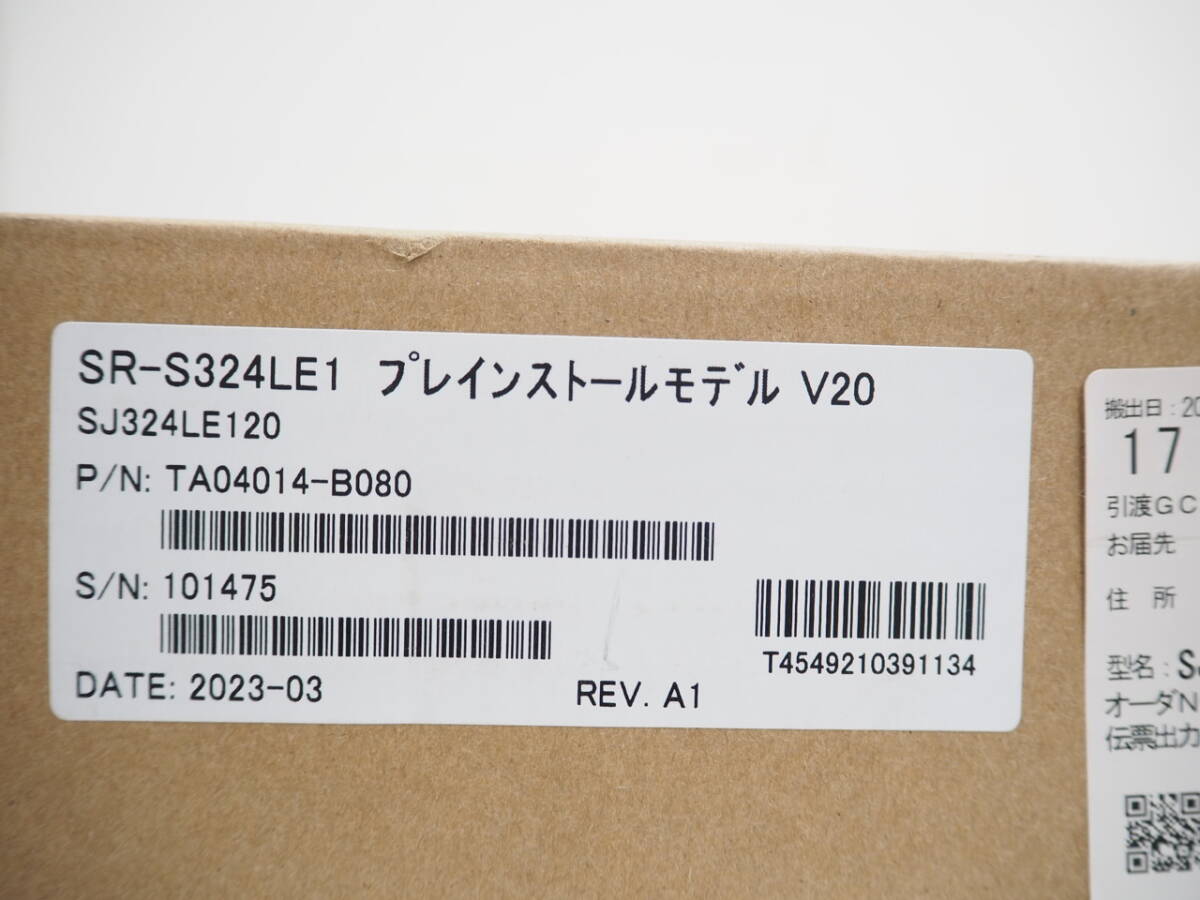 SR-S324LE1 プレインストールモデル V20
SJ324LE120
P/N: TA04014-B080
S/N: 101475
T4549210391134
DATE: 2023-03 REV. A1
搬出日：20
17
引渡GC
お届先
住 所
型名：S
オーダN
伝票出力